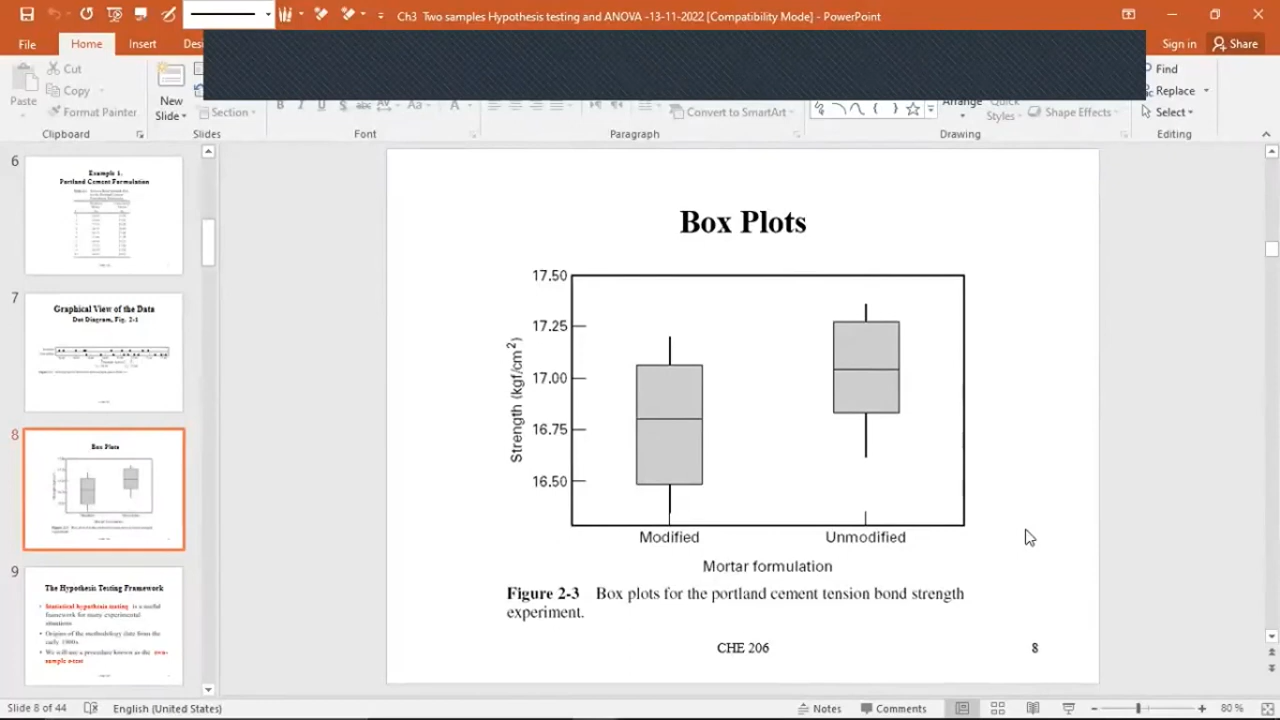 Ch3 Two samples Hypothesis testing and ANOVA -13-11-2022 [Compatibility Mode] - PowerPoint
File Home Insert Des Sign in Share
Paste Cut Copy Format Painter New Slide Section Convert to SmartArt Arrange Quick Styles Shape Effects Find Replace Select
Clipboard Slides Font Paragraph Drawing Editing
6
Example 1.
Portland Cement Formulation
7
Graphical View of the Data
Dot Diagram, Fig. 2-1
8
Box Plots
9
The Hypothesis Testing Framework
• Statistical hypothesis testing is a useful
framework for many experimental
situations
• Origins of the methodology date from the
early 1900s
• We will use a procedure known as the two-
sample t-test
Box Plots
17.50
17.25
17.00
16.75
16.50
Strength (kgf/cm²)
Modified Unmodified
Mortar formulation
Figure 2-3 Box plots for the portland cement tension bond strength
experiment.
CHE 206 8
Slide 8 of 44 English (United States) Notes Comments 80 %